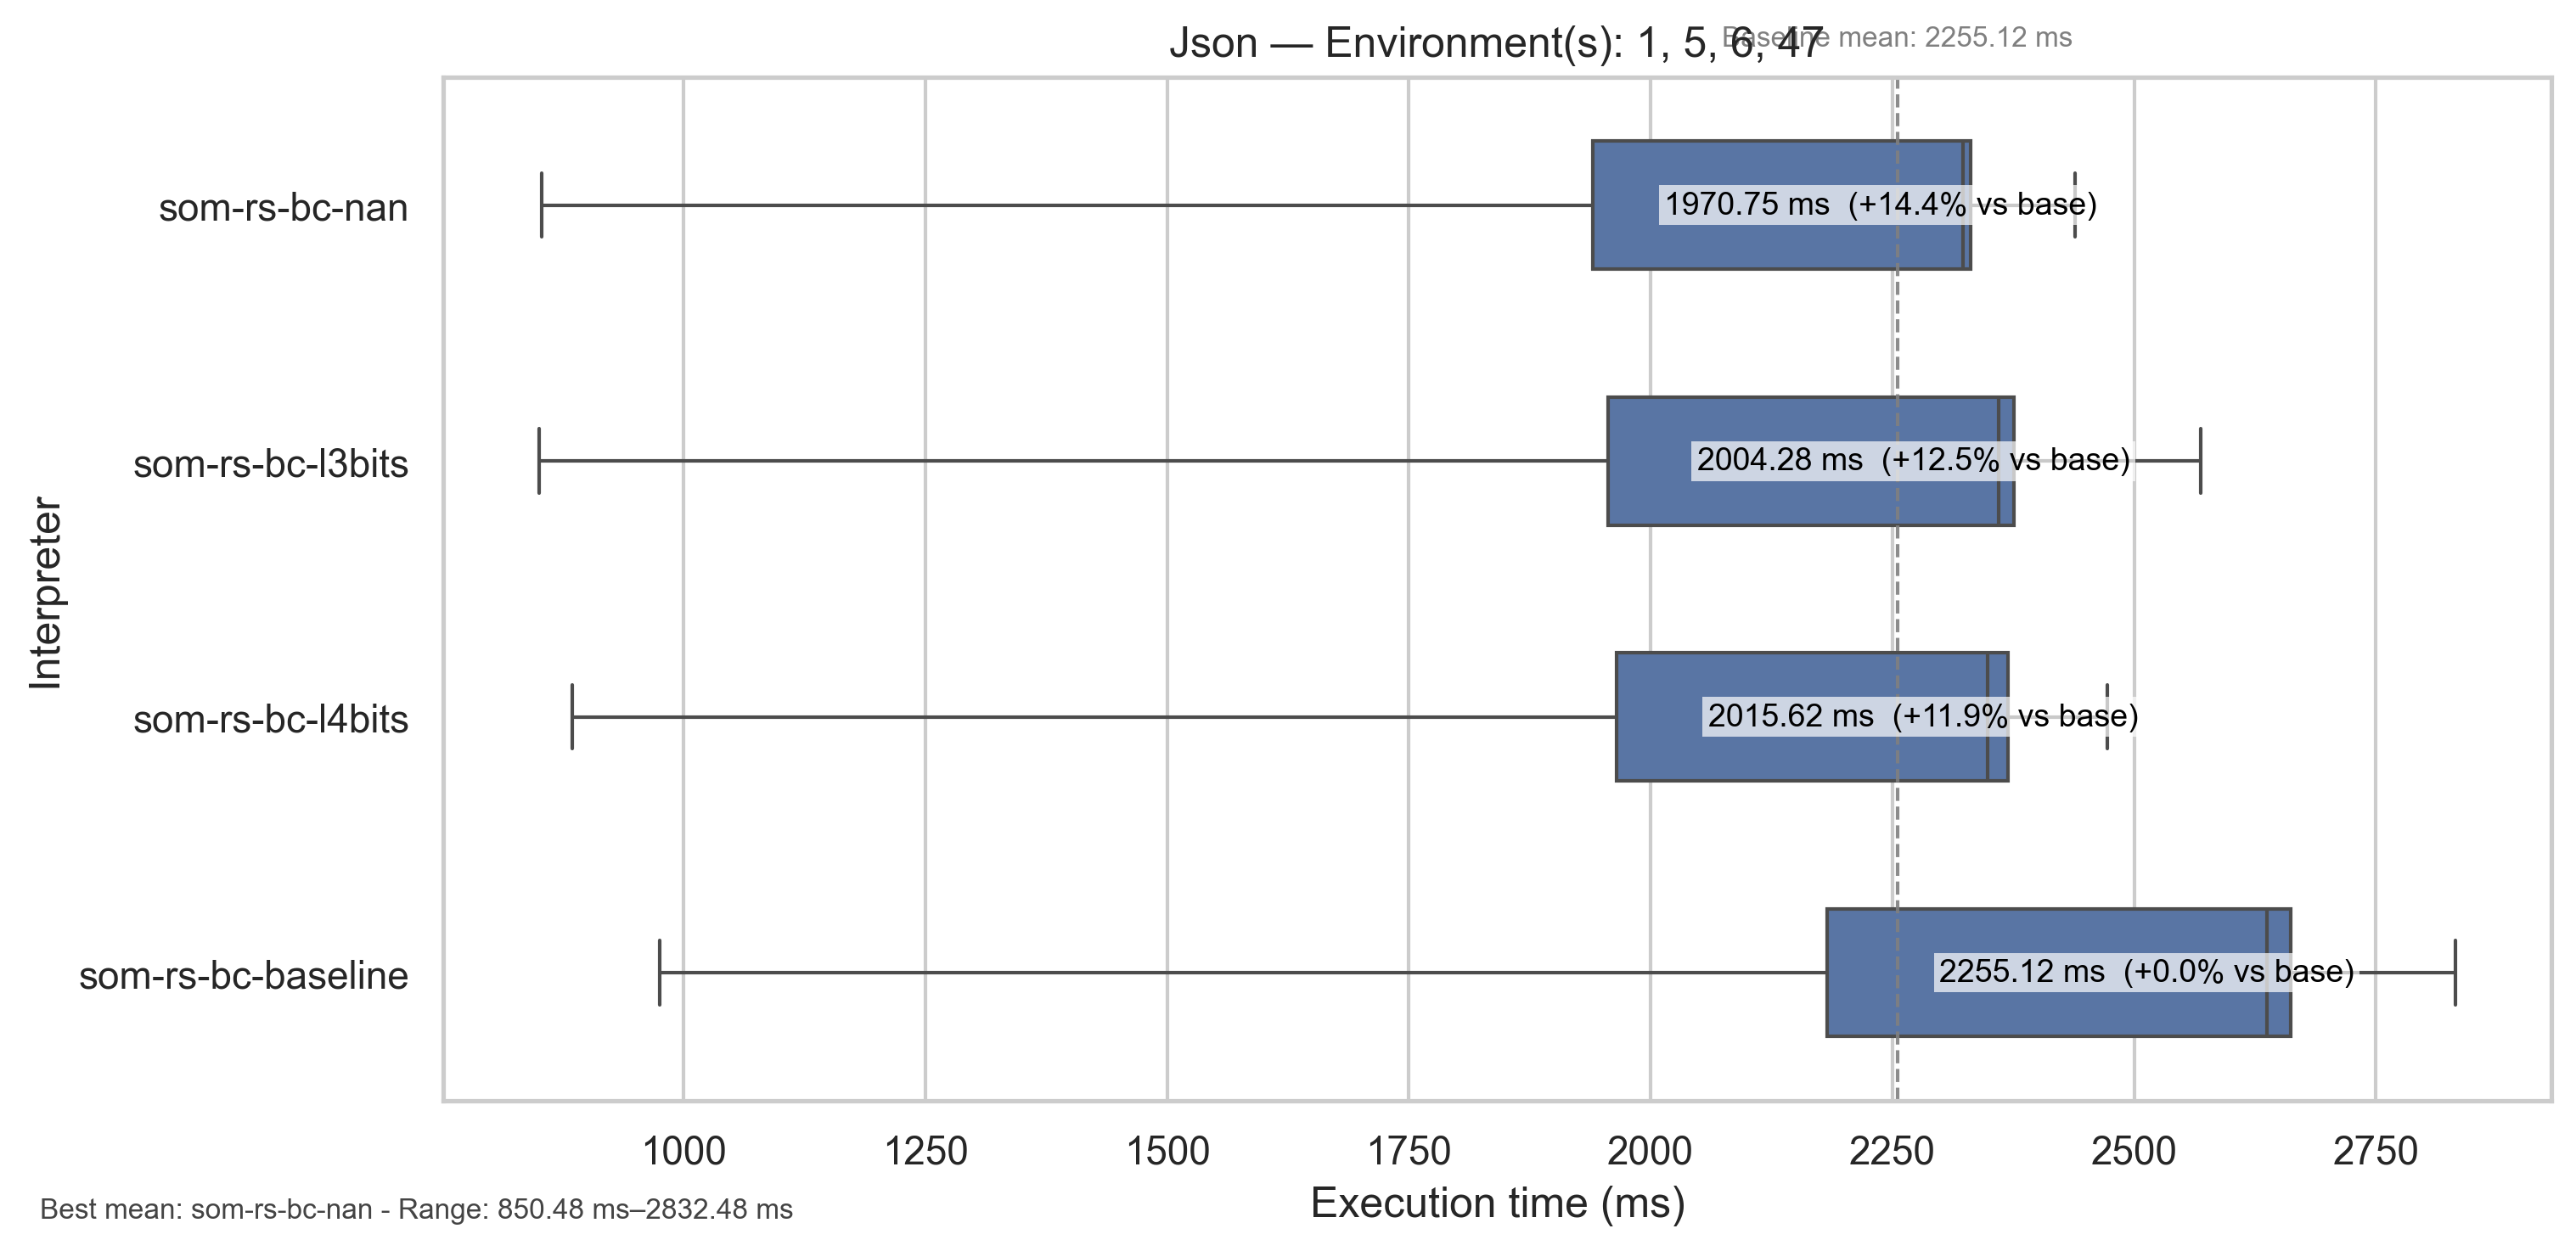 Json — Environment(s): 1, 5, 6, 47
Baseline mean: 2255.12 ms
Interpreter
som-rs-bc-nan
1970.75 ms (+14.4% vs base)
som-rs-bc-l3bits
2004.28 ms (+12.5% vs base)
som-rs-bc-l4bits
2015.62 ms (+11.9% vs base)
som-rs-bc-baseline
2255.12 ms (+0.0% vs base)
1000 1250 1500 1750 2000 2250 2500 2750
Execution time (ms)
Best mean: som-rs-bc-nan - Range: 850.48 ms–2832.48 ms